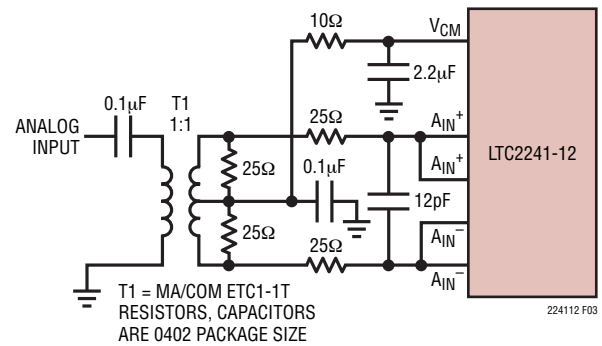 10Ω
VCM
2.2μF
0.1μF
T1
1:1
ANALOG
INPUT
25Ω
AIN+
LTC2241-12
25Ω
0.1μF
AIN+
12pF
25Ω
25Ω
AIN–
AIN–
T1 = MA/COM ETC1-1T
RESISTORS, CAPACITORS
ARE 0402 PACKAGE SIZE
224112 F03